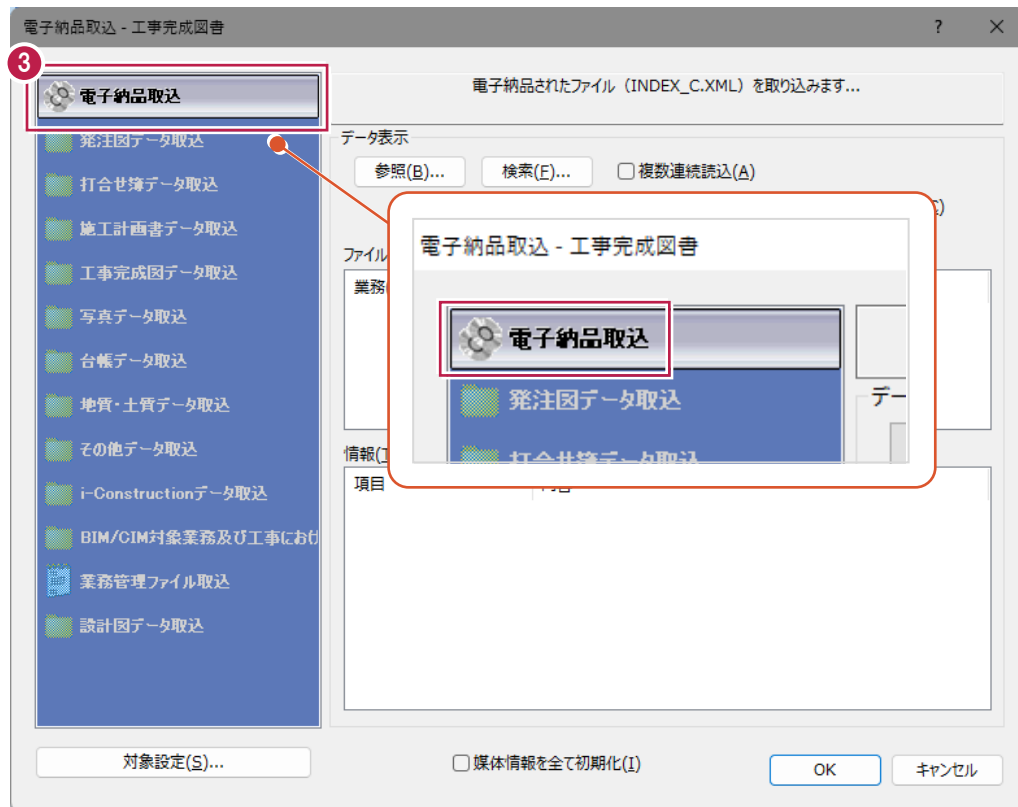 電子納品取込 - 工事完成図書
?
×
3
電子納品取込
発注図データ取込
打合せ簿データ取込
施工計画書データ取込
工事完成図データ取込
写真データ取込
台帳データ取込
地質・土質データ取込
その他データ取込
i-Constructionデータ取込
BIM/CIM対象業務及び工事におけ
業務管理ファイル取込
設計図データ取込
電子納品されたファイル（INDEX_C.XML）を取り込みます...
データ表示
参照(B)... 検索(F)... 複数連続読込(A)
ファイル
業務
電子納品取込 - 工事完成図書
電子納品取込
発注図データ取込
打合せ簿データ取込
デー
情報(
項目
対象設定(S)... 媒体情報を全て初期化(I) OK キャンセル